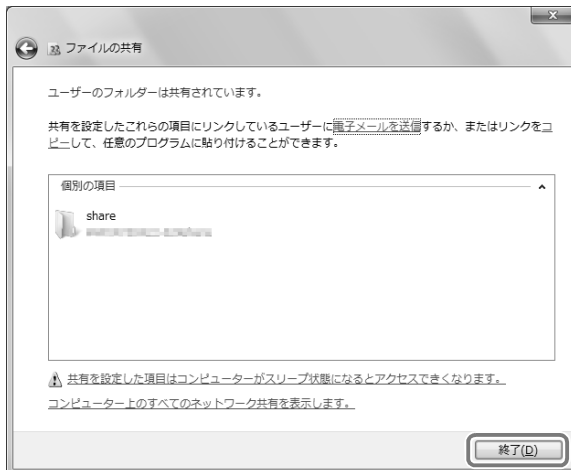 ファイルの共有
ユーザーのフォルダーは共有されています。
共有を設定したこれらの項目にリンクしているユーザーに電子メールを送信するか、またはリンクをコ
ピーして、任意のプログラムに貼り付けることができます。
個別の項目
share
共有を設定した項目はコンピューターがスリープ状態になるとアクセスできくなります。
コンピューター上のすべてのネットワーク共有を表示します。
終了(D)